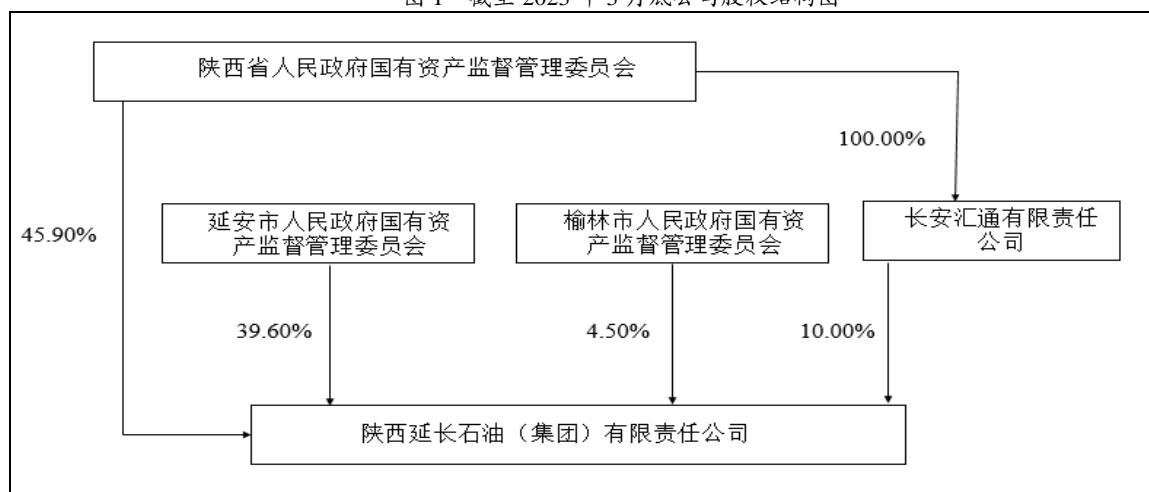 陕西省人民政府国有资产监督管理委员会
100.00%
45.90%
延安市人民政府国有资
产监督管理委员会
榆林市人民政府国有资
产监督管理委员会
长安汇通有限责任
公司
39.60%
4.50%
10.00%
陕西延长石油（集团）有限责任公司